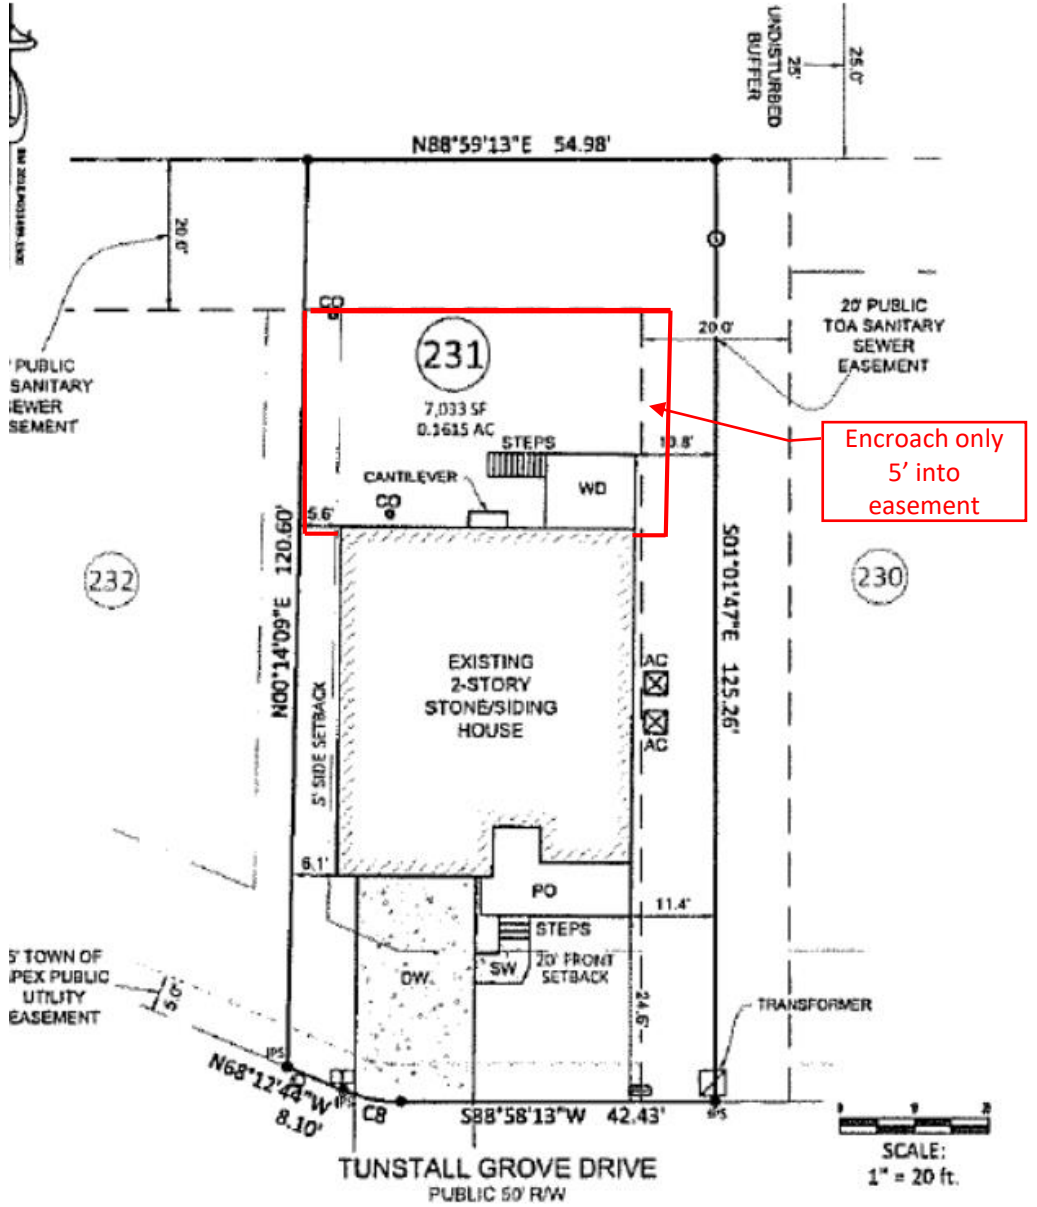 25'
UNDISTURBED
BUFFER
25.0'
N88°59'13"E 54.98'
20.0'
CO
231
7,033 SF
0.1615 AC
STEPS
CANTILEVER
CO
WD
5.6'
20.0'
10.8'
20' PUBLIC
TOA SANITARY
SEWER
EASEMENT
Encroach only
5' into
easement
' PUBLIC
SANITARY
SEWER
SEMENT
232
N00°14'09"E 120.60'
S01°01'47"E 125.26'
230
EXISTING
2-STORY
STONE/SIDING
HOUSE
AC
AC
5' SIDE SETBACK
6.1'
PO
11.4'
STEPS
SW
20' FRONT
SETBACK
DW
24.6'
5' TOWN OF
APEX PUBLIC
UTILITY
EASEMENT
5.0'
TRANSFORMER
IPS
N68°12'44"W
8.10'
IPS
C8
S88°58'13"W 42.43'
IPS
TUNSTALL GROVE DRIVE
PUBLIC 50' R/W
SCALE:
1" = 20 ft.